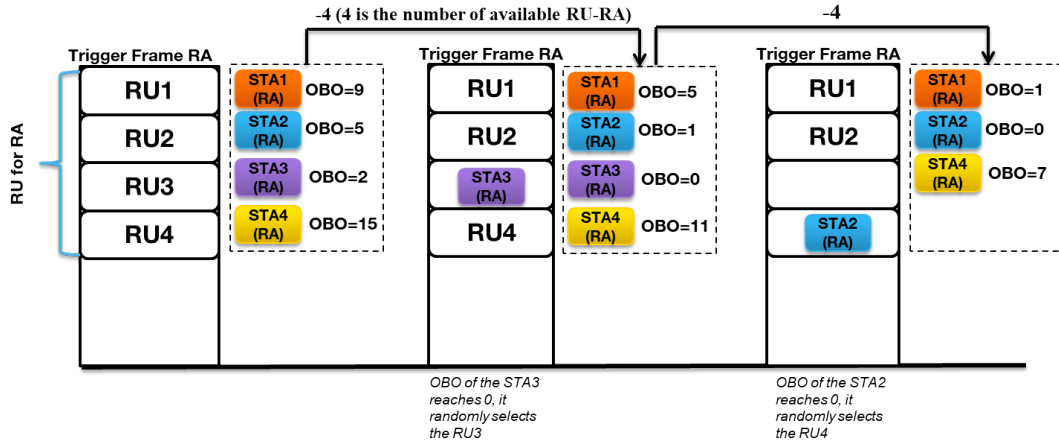 -4 (4 is the number of available RU-RA)
-4
Trigger Frame RA
RU for RA
RU1
RU2
RU3
RU4
STA1
(RA)
OBO=9
STA2
(RA)
OBO=5
STA3
(RA)
OBO=2
STA4
(RA)
OBO=15
Trigger Frame RA
RU1
RU2
STA3
(RA)
RU4
STA1
(RA)
OBO=5
STA2
(RA)
OBO=1
STA3
(RA)
OBO=0
STA4
(RA)
OBO=11
OBO of the STA3
reaches 0, it
randomly selects
the RU3
Trigger Frame RA
RU1
RU2
STA2
(RA)
STA1
(RA)
OBO=1
STA2
(RA)
OBO=0
STA4
(RA)
OBO=7
OBO of the STA2
reaches 0, it
randomly selects
the RU4